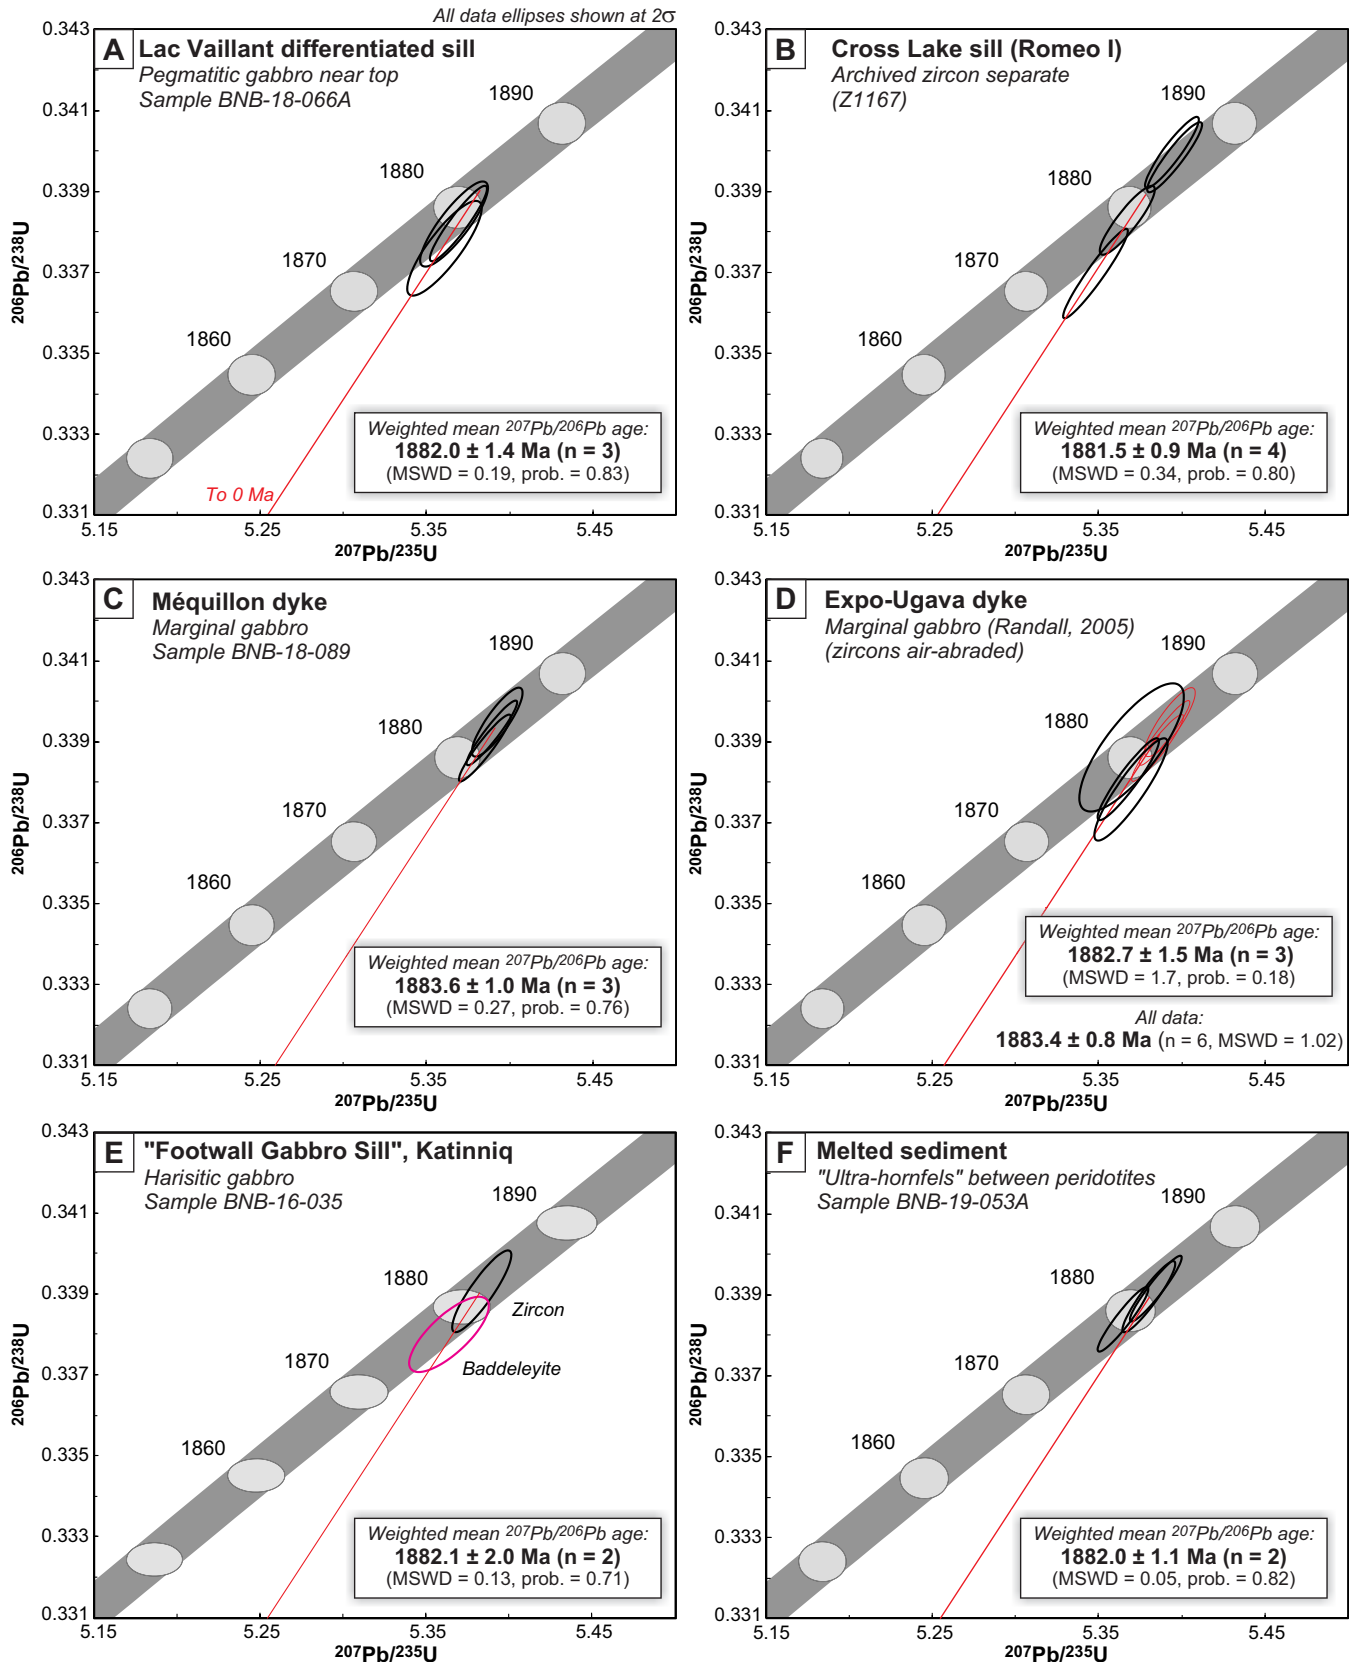 All data ellipses shown at 2σ
A Lac Vaillant differentiated sill
Pegmatitic gabbro near top
Sample BNB-18-066A
0.343
0.341
0.339
0.337
0.335
0.333
0.331
206Pb/238U
1890
1880
1870
1860
Weighted mean 207Pb/206Pb age:
1882.0 ± 1.4 Ma (n = 3)
(MSWD = 0.19, prob. = 0.83)
To 0 Ma
5.15 5.25 5.35 5.45
207Pb/235U
B Cross Lake sill (Romeo I)
Archived zircon separate
(Z1167)
0.343
0.341
0.339
0.337
0.335
0.333
0.331
206Pb/238U
1890
1880
1870
1860
Weighted mean 207Pb/206Pb age:
1881.5 ± 0.9 Ma (n = 4)
(MSWD = 0.34, prob. = 0.80)
5.15 5.25 5.35 5.45
207Pb/235U
C Méquillon dyke
Marginal gabbro
Sample BNB-18-089
0.343
0.341
0.339
0.337
0.335
0.333
0.331
206Pb/238U
1890
1880
1870
1860
Weighted mean 207Pb/206Pb age:
1883.6 ± 1.0 Ma (n = 3)
(MSWD = 0.27, prob. = 0.76)
5.15 5.25 5.35 5.45
207Pb/235U
D Expo-Ugava dyke
Marginal gabbro (Randall, 2005)
(zircons air-abraded)
0.343
0.341
0.339
0.337
0.335
0.333
0.331
206Pb/238U
1890
1880
1870
1860
Weighted mean 207Pb/206Pb age:
1882.7 ± 1.5 Ma (n = 3)
(MSWD = 1.7, prob. = 0.18)
All data:
1883.4 ± 0.8 Ma (n = 6, MSWD = 1.02)
5.15 5.25 5.35 5.45
207Pb/235U
E "Footwall Gabbro Sill", Katinniq
Harisitic gabbro
Sample BNB-16-035
0.343
0.341
0.339
0.337
0.335
0.333
0.331
206Pb/238U
1890
1880
1870
1860
Zircon
Baddeleyite
Weighted mean 207Pb/206Pb age:
1882.1 ± 2.0 Ma (n = 2)
(MSWD = 0.13, prob. = 0.71)
5.15 5.25 5.35 5.45
207Pb/235U
F Melted sediment
"Ultra-hornfels" between peridotites
Sample BNB-19-053A
0.343
0.341
0.339
0.337
0.335
0.333
0.331
206Pb/238U
1890
1880
1870
1860
Weighted mean 207Pb/206Pb age:
1882.0 ± 1.1 Ma (n = 2)
(MSWD = 0.05, prob. = 0.82)
5.15 5.25 5.35 5.45
207Pb/235U